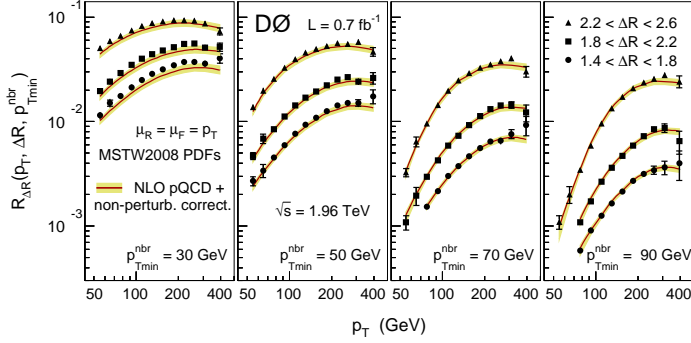 R_ΔR(p_T, ΔR, p_Tmin^nbr)
10^-1
10^-2
10^-3
DØ
L = 0.7 fb^-1
2.2 < ΔR < 2.6
1.8 < ΔR < 2.2
1.4 < ΔR < 1.8
μ_R = μ_F = p_T
MSTW2008 PDFs
NLO pQCD +
non-perturb. correct.
√s = 1.96 TeV
p_Tmin^nbr = 30 GeV
p_Tmin^nbr = 50 GeV
p_Tmin^nbr = 70 GeV
p_Tmin^nbr = 90 GeV
50 100 200 400 50 100 200 400 50 100 200 400 50 100 200 400
p_T (GeV)